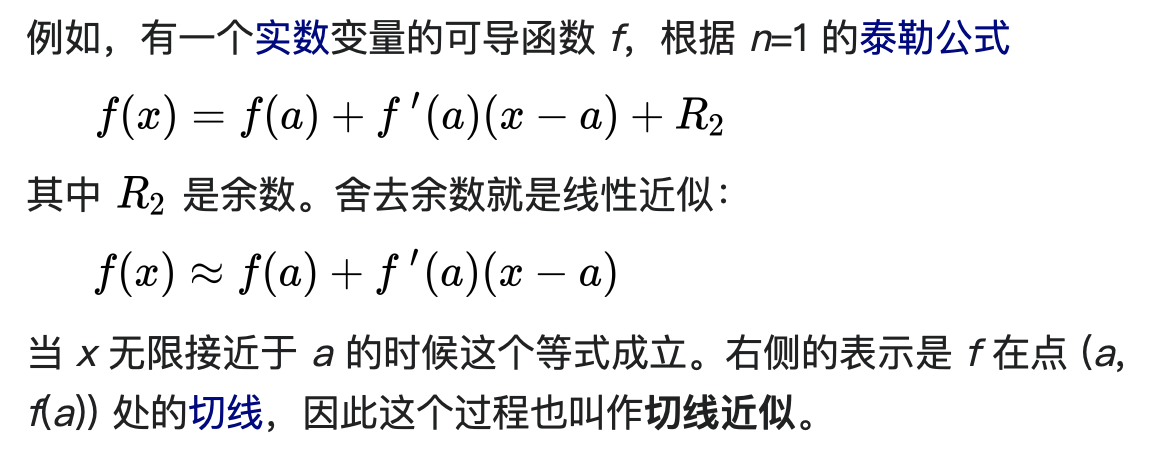 例如，有一个实数变量的可导函数 f，根据 n=1 的泰勒公式
f(x) = f(a) + f ′(a)(x − a) + R₂
其中 R₂ 是余数。舍去余数就是线性近似：
f(x) ≈ f(a) + f ′(a)(x − a)
当 x 无限接近于 a 的时候这个等式成立。右侧的表示是 f 在点 (a,
f(a)) 处的切线，因此这个过程也叫作切线近似。